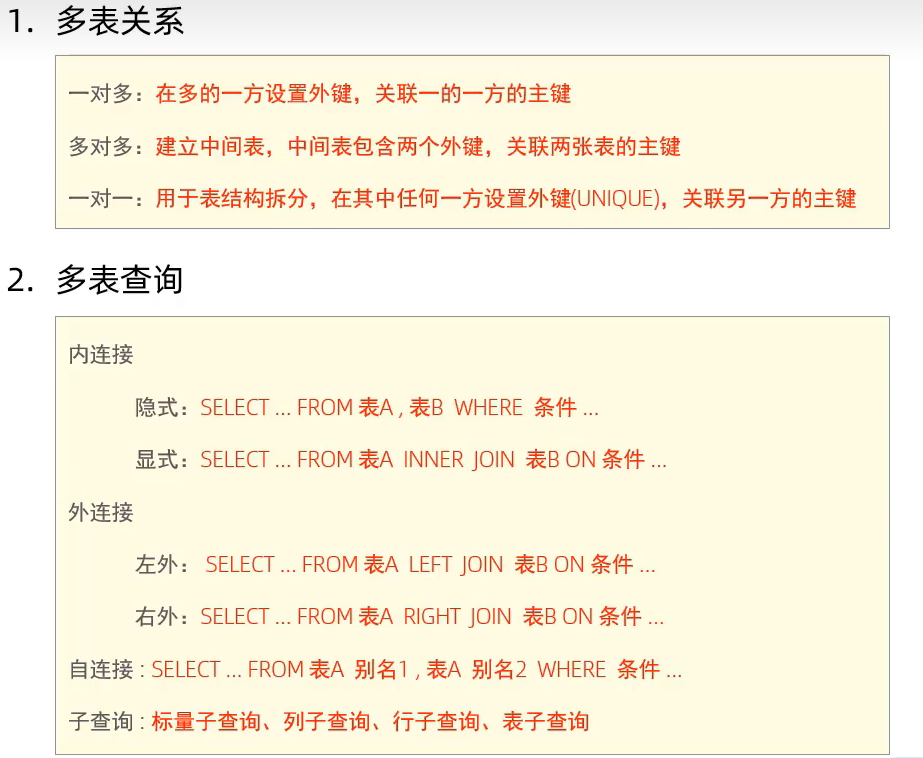 1. 多表关系
一对多：在多的一方设置外键，关联一的一方的主键
多对多：建立中间表，中间表包含两个外键，关联两张表的主键
一对一：用于表结构拆分，在其中任何一方设置外键(UNIQUE)，关联另一方的主键
2. 多表查询
内连接
隐式：SELECT ... FROM 表A , 表B WHERE 条件 ...
显式：SELECT ... FROM 表A INNER JOIN 表B ON 条件 ...
外连接
左外： SELECT ... FROM 表A LEFT JOIN 表B ON 条件 ...
右外：SELECT ... FROM 表A RIGHT JOIN 表B ON 条件 ...
自连接 : SELECT ... FROM 表A 别名1 , 表A 别名2 WHERE 条件 ...
子查询 : 标量子查询、列子查询、行子查询、表子查询